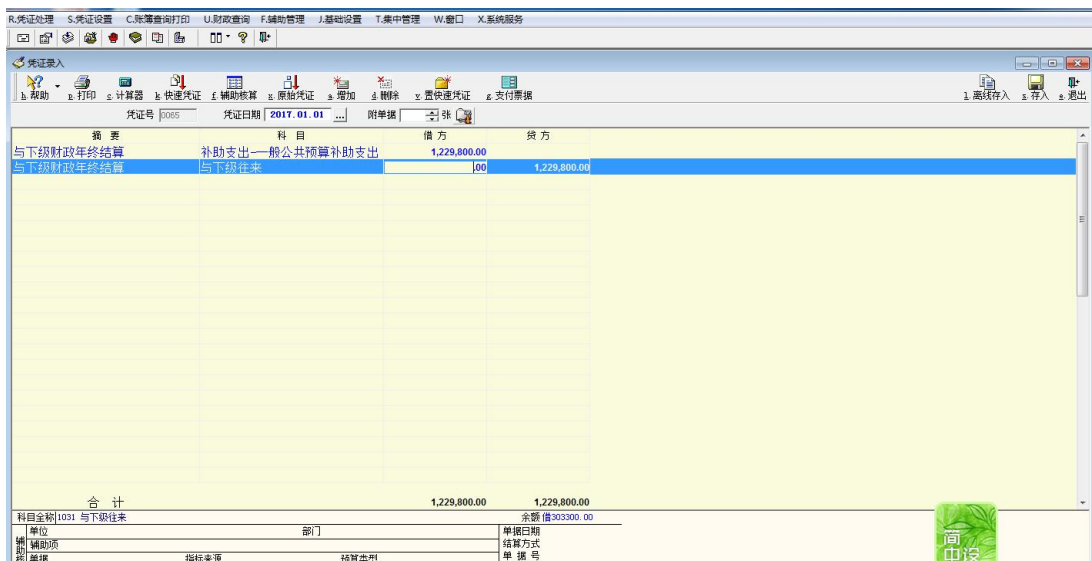 R.凭证处理 S.凭证设置 C.账簿查询打印 U.财政查询 F.辅助管理 J.基础设置 T.集中管理 W.窗口 X.系统服务
凭证录入
h.帮助 p.打印 c.计算器 k.快速凭证 f.辅助核算 x.原始凭证 a.增加 d.删除 v.置快速凭证 g.支付票据 l.离线存入 s.存入 e.退出
凭证号 0065 凭证日期 2017.01.01 ... 附单据 张
摘 要 科 目 借 方 贷 方
与下级财政年终结算 补助支出-一般公共预算补助支出 1,229,800.00
与下级财政年终结算 与下级往来 .00 1,229,800.00
合 计 1,229,800.00 1,229,800.00
科目全称 1031 与下级往来 余额 借303300.00
单位 部门 单据日期
辅助项 结算方式
单据 指标来源 预算类型 单 据 号
辅助核
简
中 设